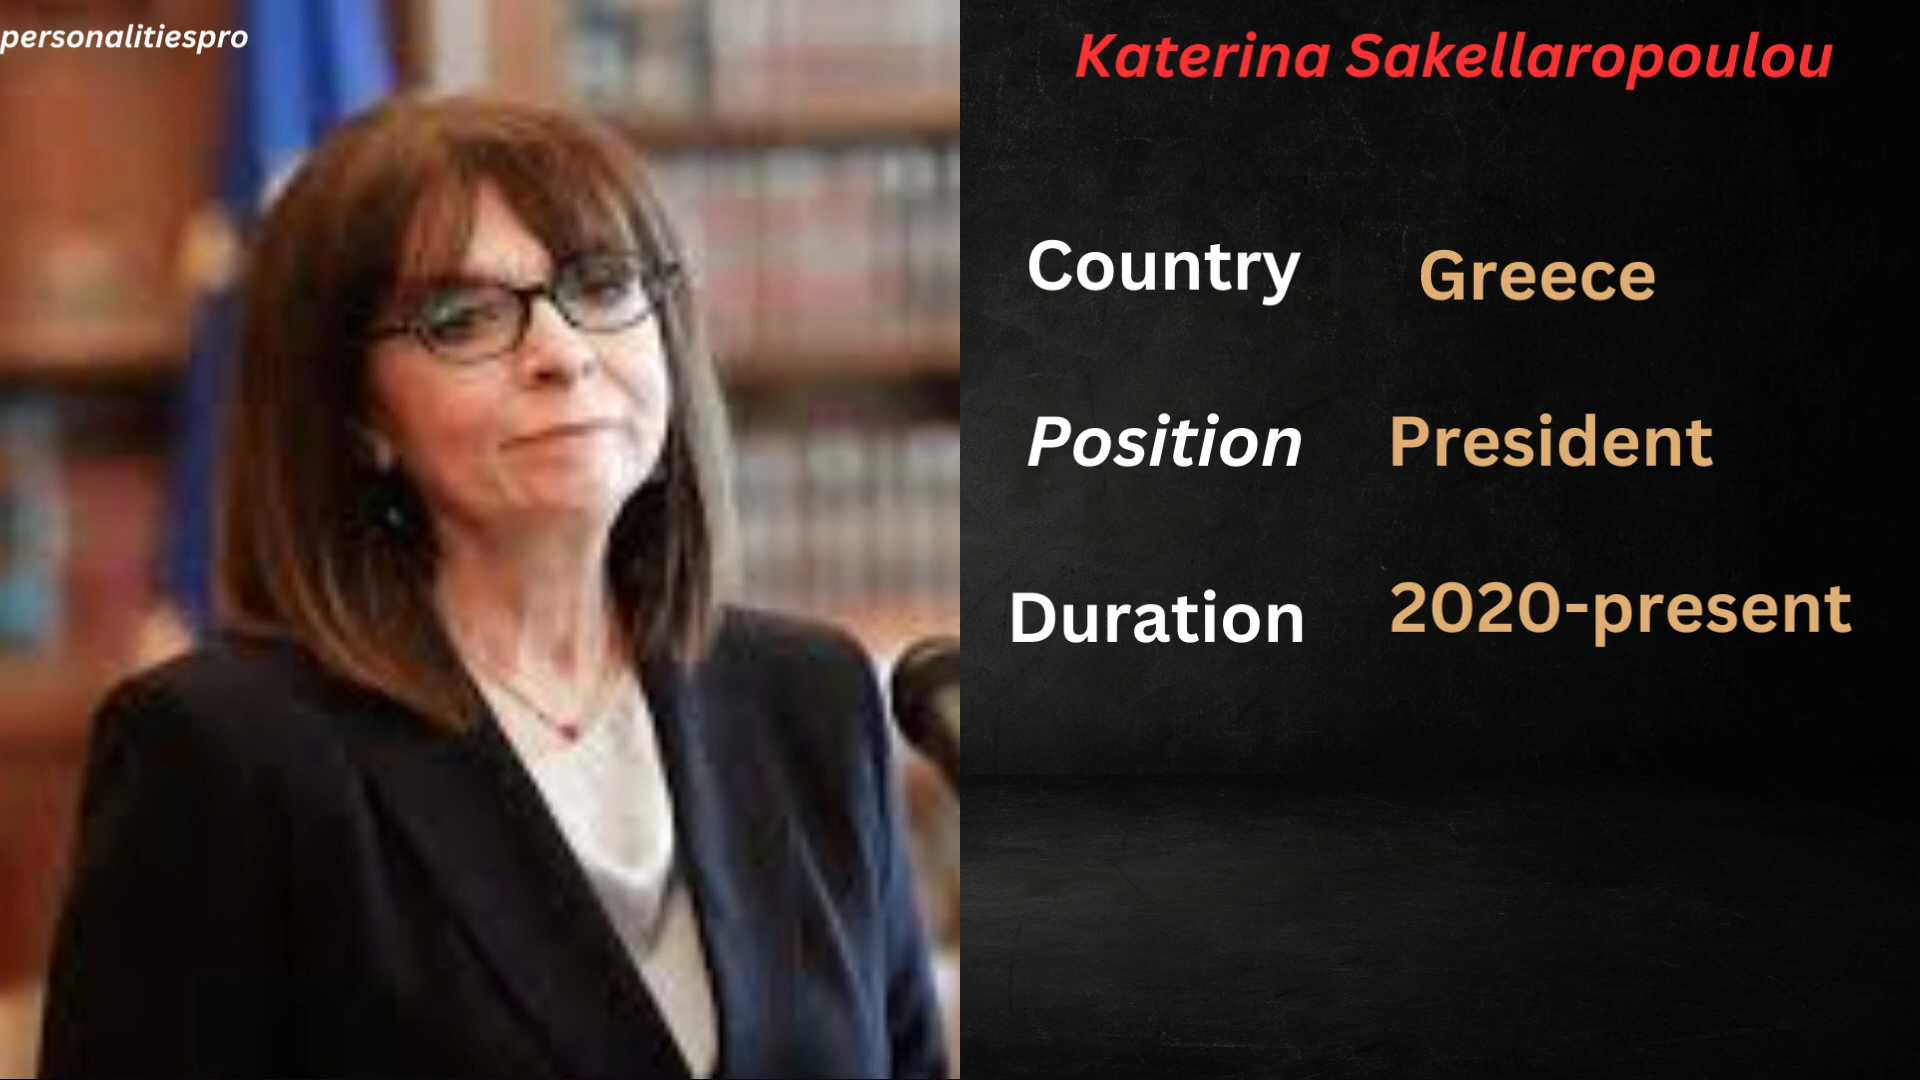 personalitiespro
Katerina Sakellaropoulou
Country Greece
Position President
Duration 2020-present